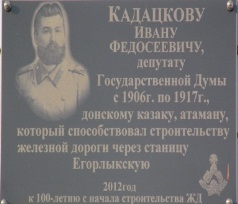 КАДАЦКОВУ
ИВАНУ
ФЕДОСЕЕВИЧУ,
депутату
Государственной Думы
с 1906г. по 1917г.,
донскому казаку, атаману,
который способствовал строительству
железной дороги через станицу
Егорлыкскую
2012год
к 100-летию с начала строительства ЖД